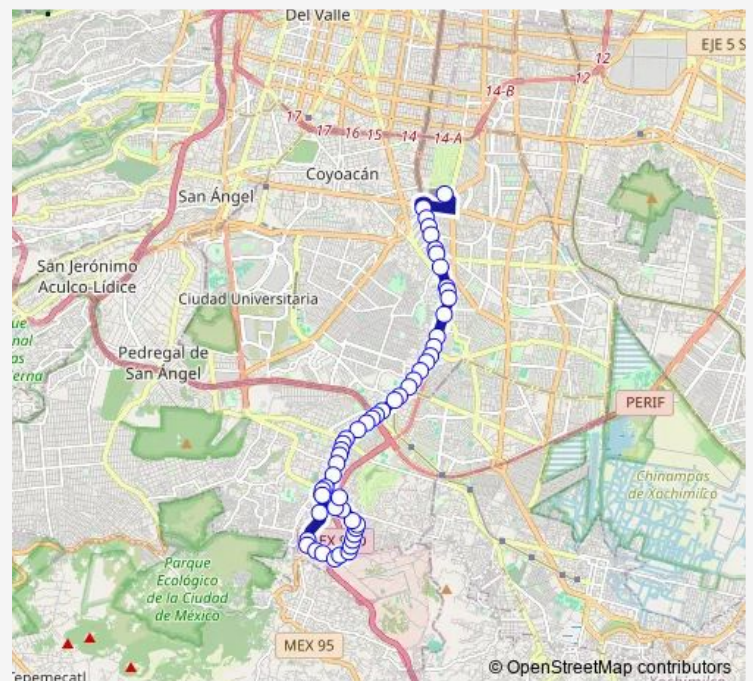 Del Valle
EJE 5 S
12
12
14-B
17
17
16
15
14
14-A
Coyoacán
San Ángel
San Jerónimo
Aculco-Lídice
Ciudad Universitaria
Pedregal de
San Ángel
PERIF
Chinampas
de Xochimilco
Parque
Ecológico
de la Ciudad
de México
MEX 95
© OpenStreetMap contributors